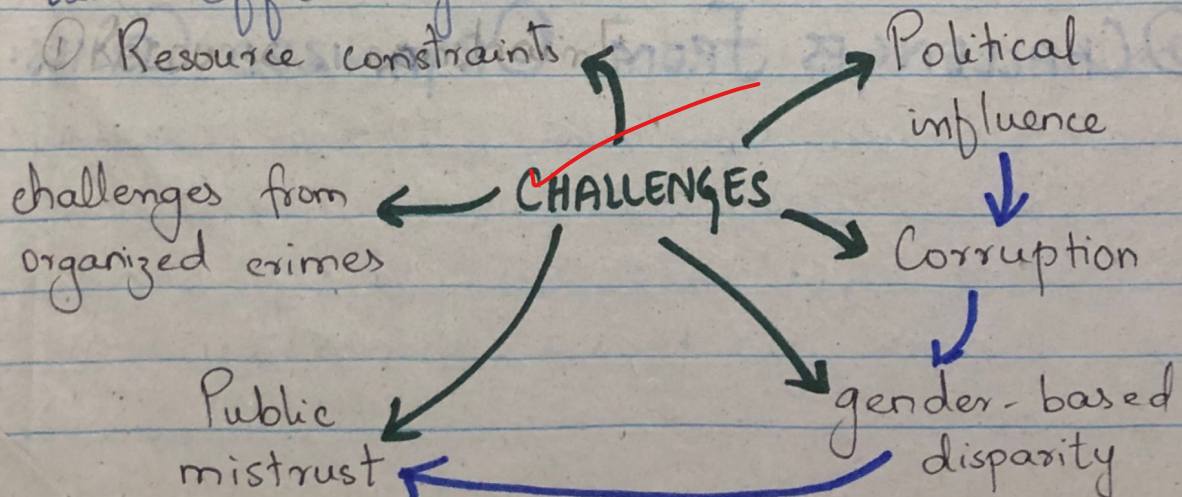 ① Resource constraints
Political
influence
challenges from
organized crimes
CHALLENGES
Corruption
Public
mistrust
gender-based
disparity